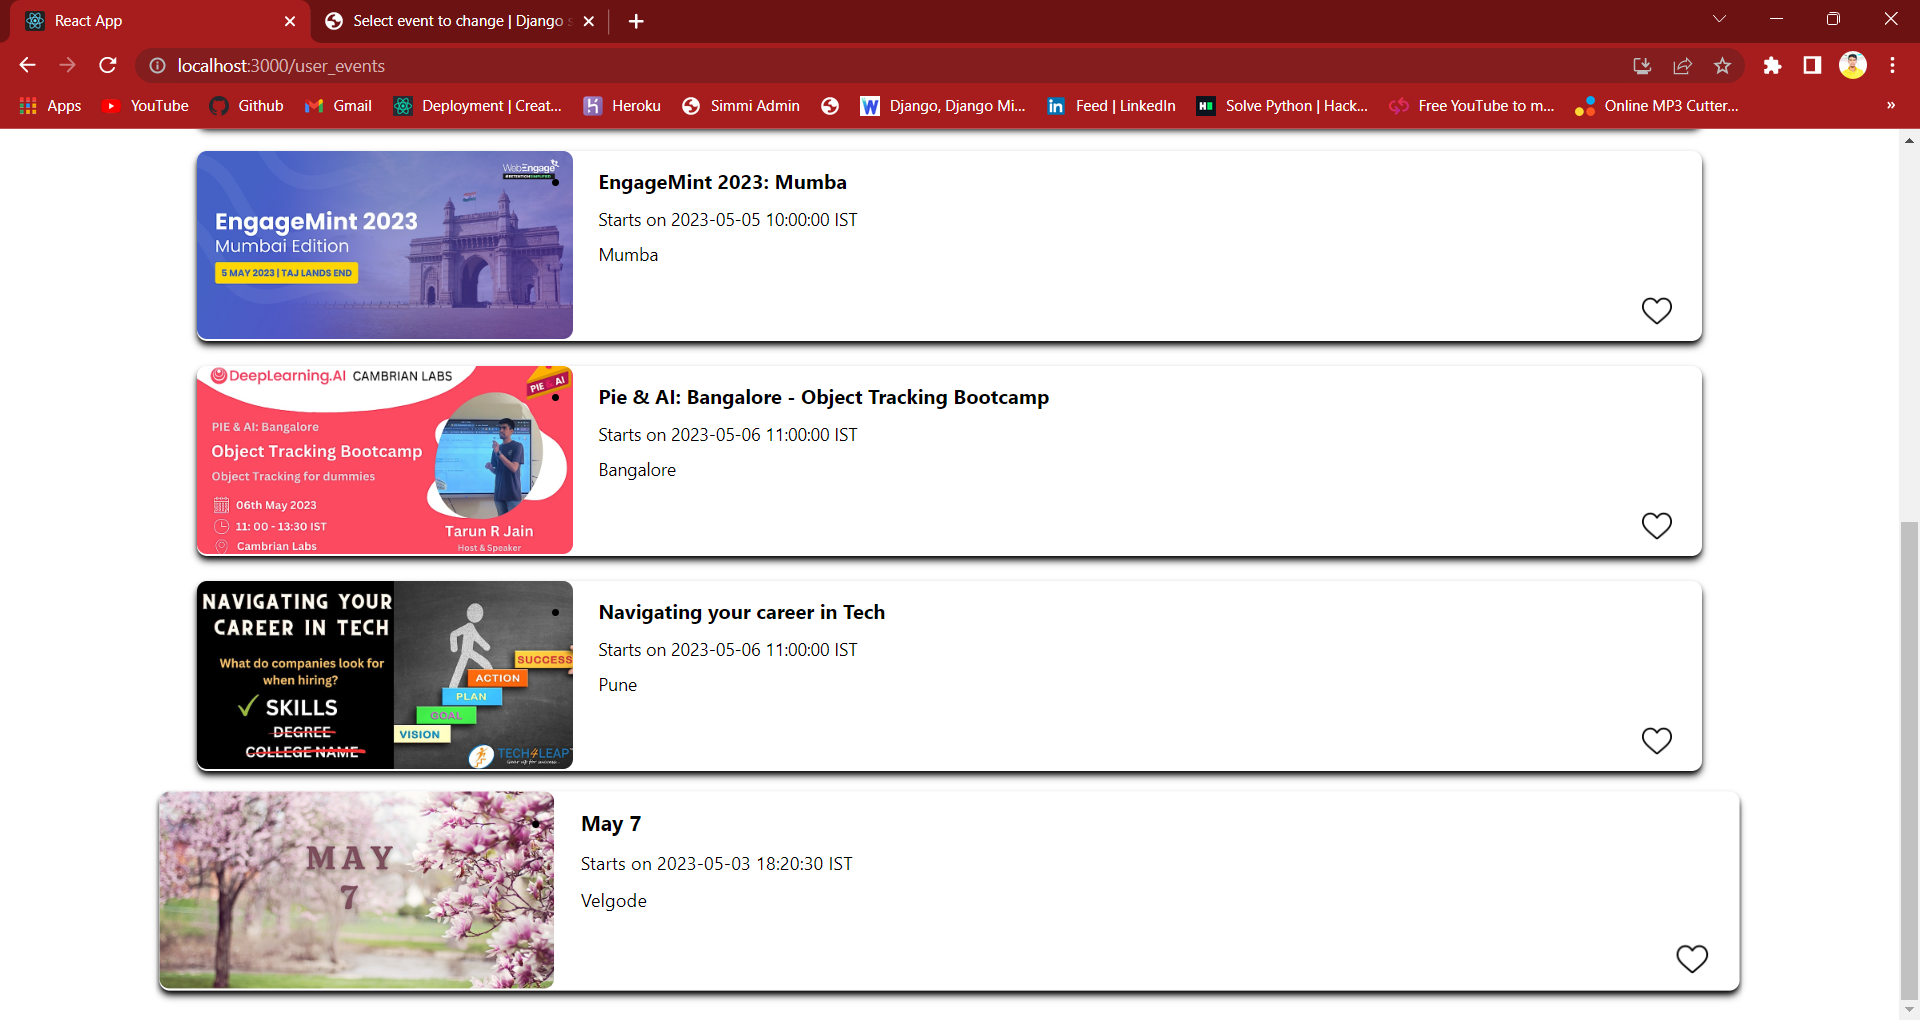 React App
Select event to change | Django s
localhost:3000/user_events
Apps
YouTube
Github
Gmail
Deployment | Creat...
Heroku
Simmi Admin
Django, Django Mi...
Feed | LinkedIn
Solve Python | Hack...
Free YouTube to m...
Online MP3 Cutter...
»
WebEngage
#RETENTIONSIMPLIFIED
EngageMint 2023
Mumbai Edition
5 MAY 2023 | TAJ LANDS END
EngageMint 2023: Mumba
Starts on 2023-05-05 10:00:00 IST
Mumba
DeepLearning.AI CAMBRIAN LABS
PIE & AI
PIE & AI: Bangalore
Object Tracking Bootcamp
Object Tracking for dummies
06th May 2023
11: 00 - 13:30 IST
Cambrian Labs
Tarun R Jain
Host & Speaker
Pie & AI: Bangalore - Object Tracking Bootcamp
Starts on 2023-05-06 11:00:00 IST
Bangalore
NAVIGATING YOUR
CAREER IN TECH
What do companies look for
when hiring?
SKILLS
DEGREE
COLLEGE NAME
SUCCESS
ACTION
PLAN
GOAL
VISION
TECH4LEAP
Gear up for success...
Navigating your career in Tech
Starts on 2023-05-06 11:00:00 IST
Pune
MAY
7
May 7
Starts on 2023-05-03 18:20:30 IST
Velgode